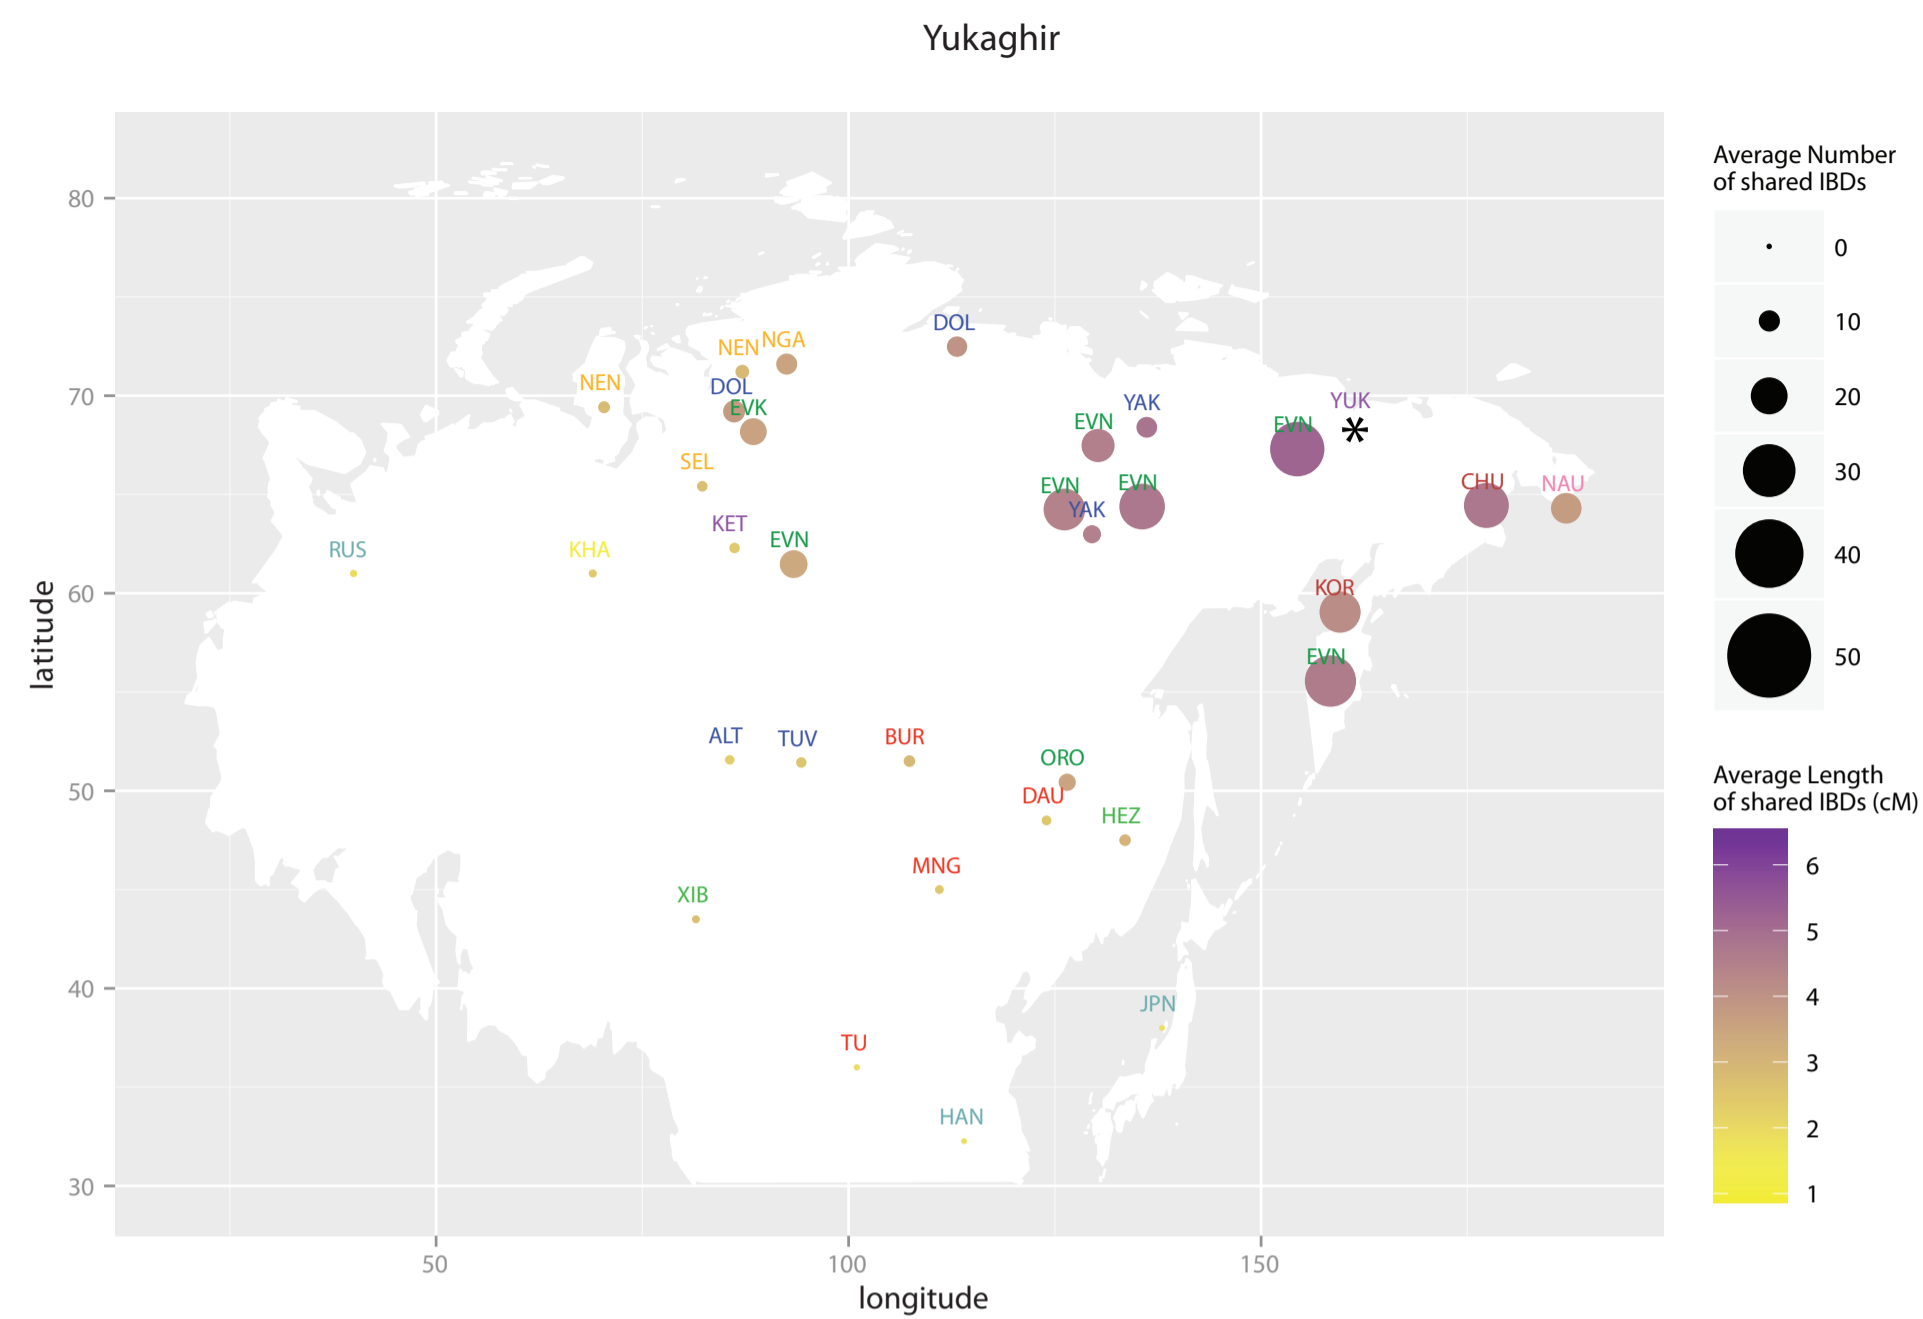 Yukaghir
80
70
60
50
40
30
latitude
50
100
150
longitude
DOL
NEN
NGA
NEN
DOL
EVK
YAK
YUK
*
EVN
EVN
SEL
EVN
EVN
CHU
NAU
YAK
KET
EVN
RUS
KHA
KOR
EVN
ALT
TUV
BUR
ORO
DAU
HEZ
MNG
XIB
JPN
TU
HAN
Average Number
of shared IBDs
0
10
20
30
40
50
Average Length
of shared IBDs (cM)
6
5
4
3
2
1